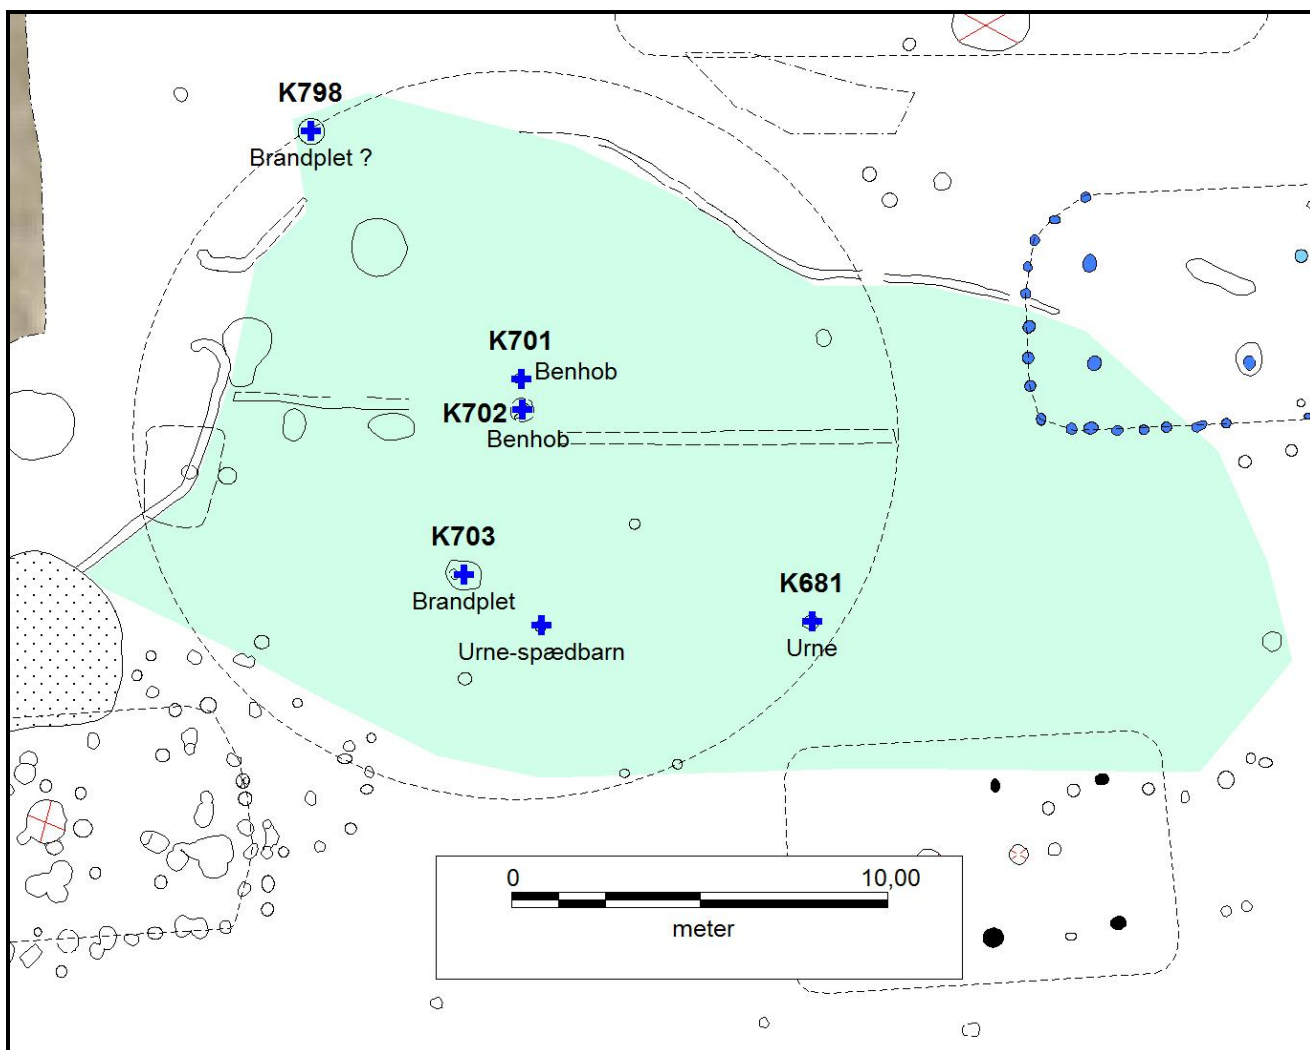 K798
Brandplet ?
K701
Benhob
K702
Benhob
K703
Brandplet
K681
Urne-spædbarn
Urne
0 10,00
meter